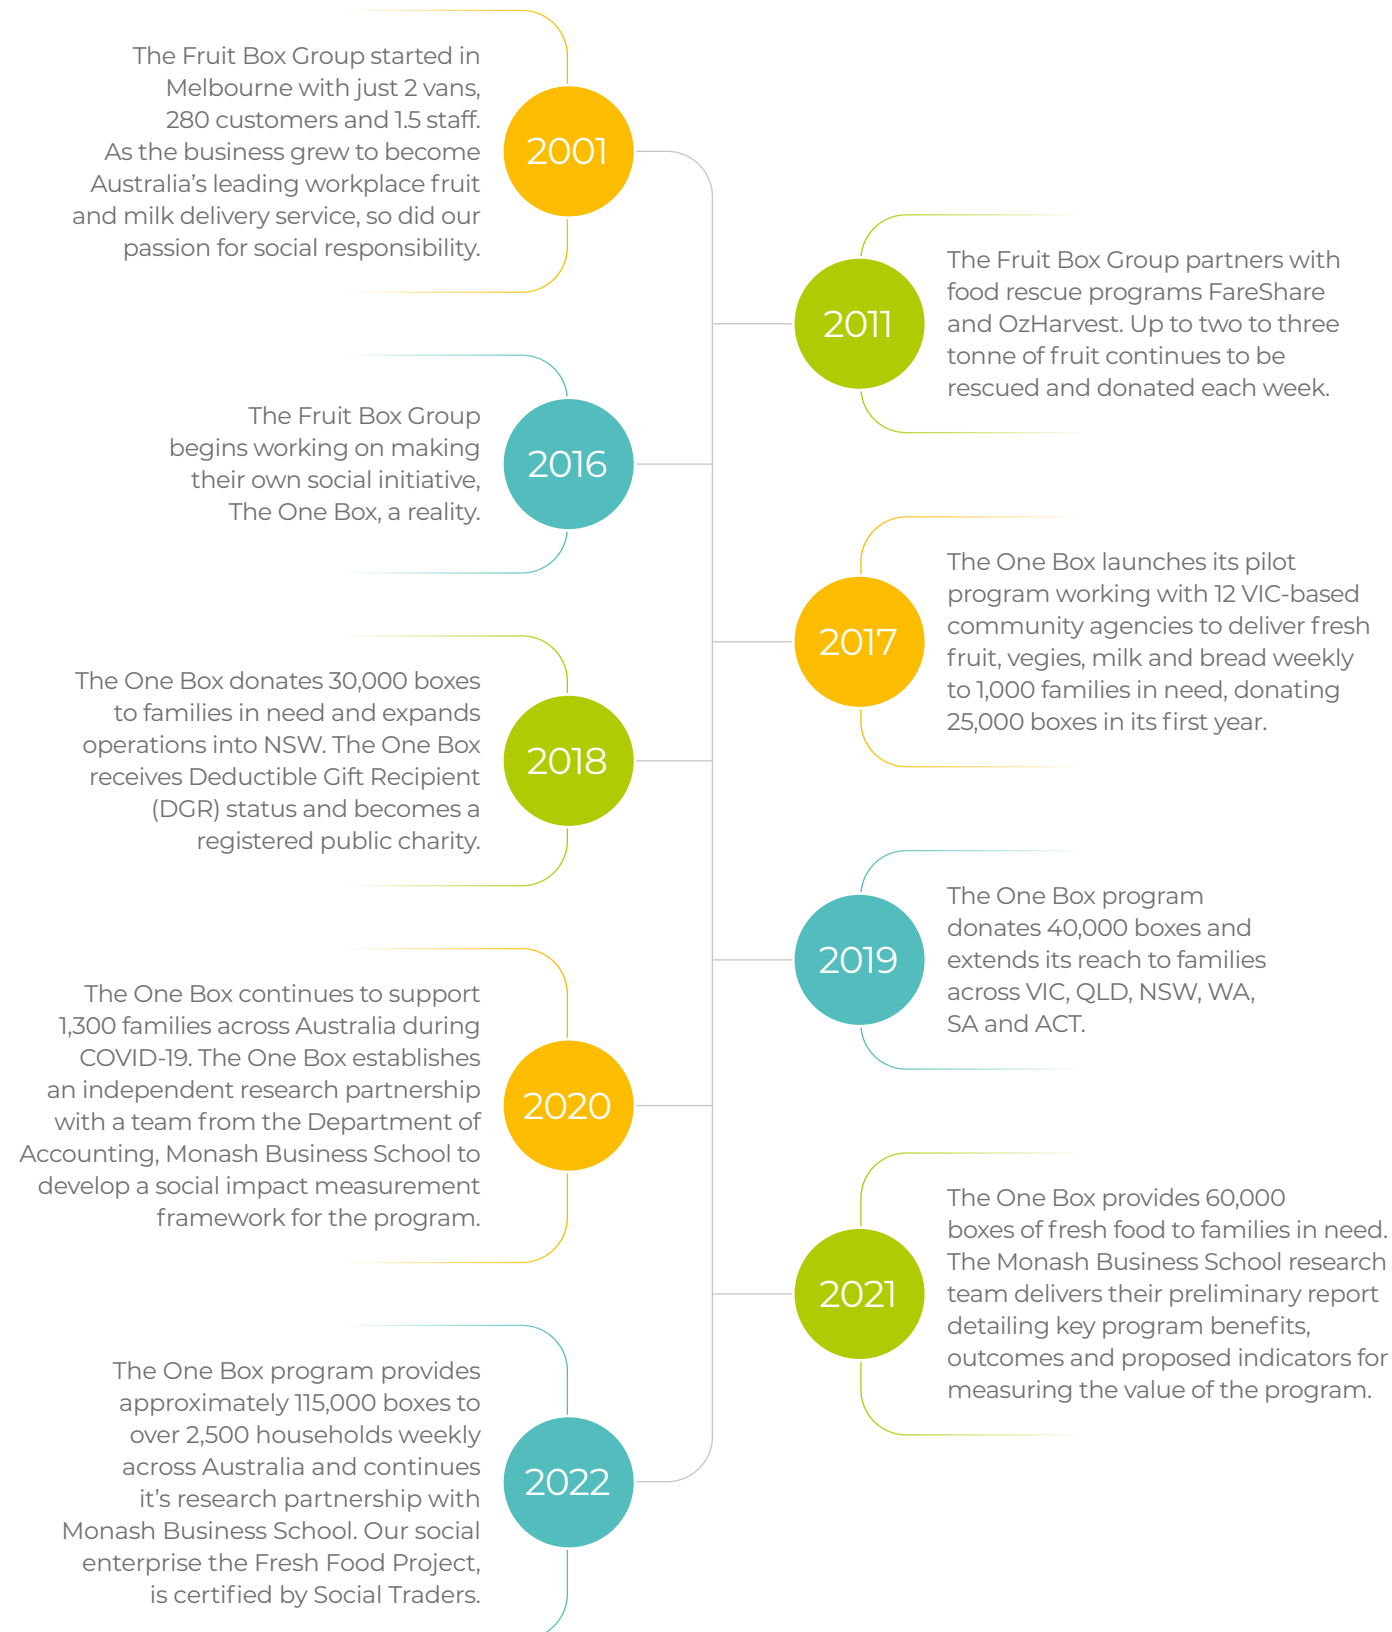 The Fruit Box Group started in
Melbourne with just 2 vans,
280 customers and 1.5 staff.
As the business grew to become
Australia's leading workplace fruit
and milk delivery service, so did our
passion for social responsibility.
2001
2011
The Fruit Box Group partners with
food rescue programs FareShare
and OzHarvest. Up to two to three
tonne of fruit continues to be
rescued and donated each week.
The Fruit Box Group
begins working on making
their own social initiative,
The One Box, a reality.
2016
2017
The One Box launches its pilot
program working with 12 VIC-based
community agencies to deliver fresh
fruit, vegies, milk and bread weekly
to 1,000 families in need, donating
25,000 boxes in its first year.
The One Box donates 30,000 boxes
to families in need and expands
operations into NSW. The One Box
receives Deductible Gift Recipient
(DGR) status and becomes a
registered public charity.
2018
2019
The One Box program
donates 40,000 boxes and
extends its reach to families
across VIC, QLD, NSW, WA,
SA and ACT.
The One Box continues to support
1,300 families across Australia during
COVID-19. The One Box establishes
an independent research partnership
with a team from the Department of
Accounting, Monash Business School to
develop a social impact measurement
framework for the program.
2020
2021
The One Box provides 60,000
boxes of fresh food to families in need.
The Monash Business School research
team delivers their preliminary report
detailing key program benefits,
outcomes and proposed indicators for
measuring the value of the program.
The One Box program provides
approximately 115,000 boxes to
over 2,500 households weekly
across Australia and continues
it's research partnership with
Monash Business School. Our social
enterprise the Fresh Food Project,
is certified by Social Traders.
2022